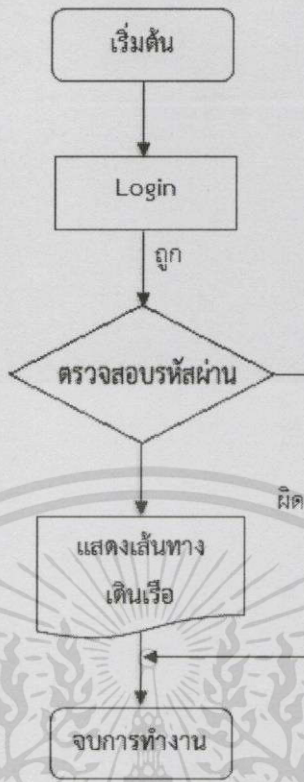 เริ่มต้น
Login
ถูก
ตรวจสอบรหัสผ่าน
ผิด
แสดงเส้นทาง
เดินเรือ
จบการทำงาน